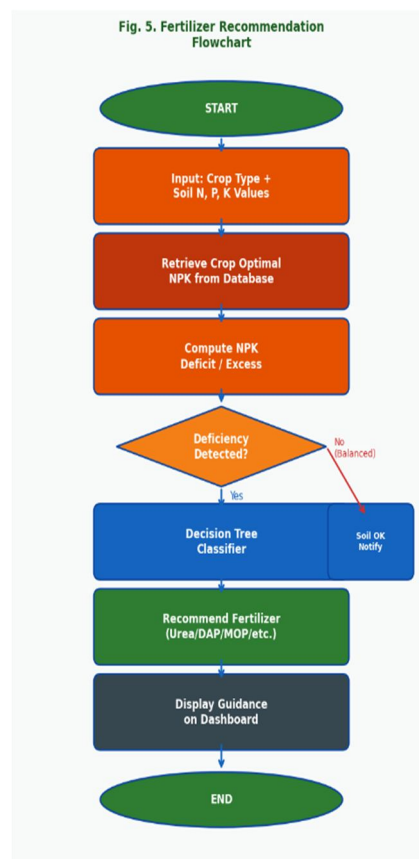 Fig. 5. Fertilizer Recommendation
Flowchart
START
Input: Crop Type +
Soil N, P, K Values
Retrieve Crop Optimal
NPK from Database
Compute NPK
Deficit / Excess
Deficiency
Detected?
No
(Balanced)
Yes
Decision Tree
Classifier
Soil OK
Notify
Recommend Fertilizer
(Urea/DAP/MOP/etc.)
Display Guidance
on Dashboard
END